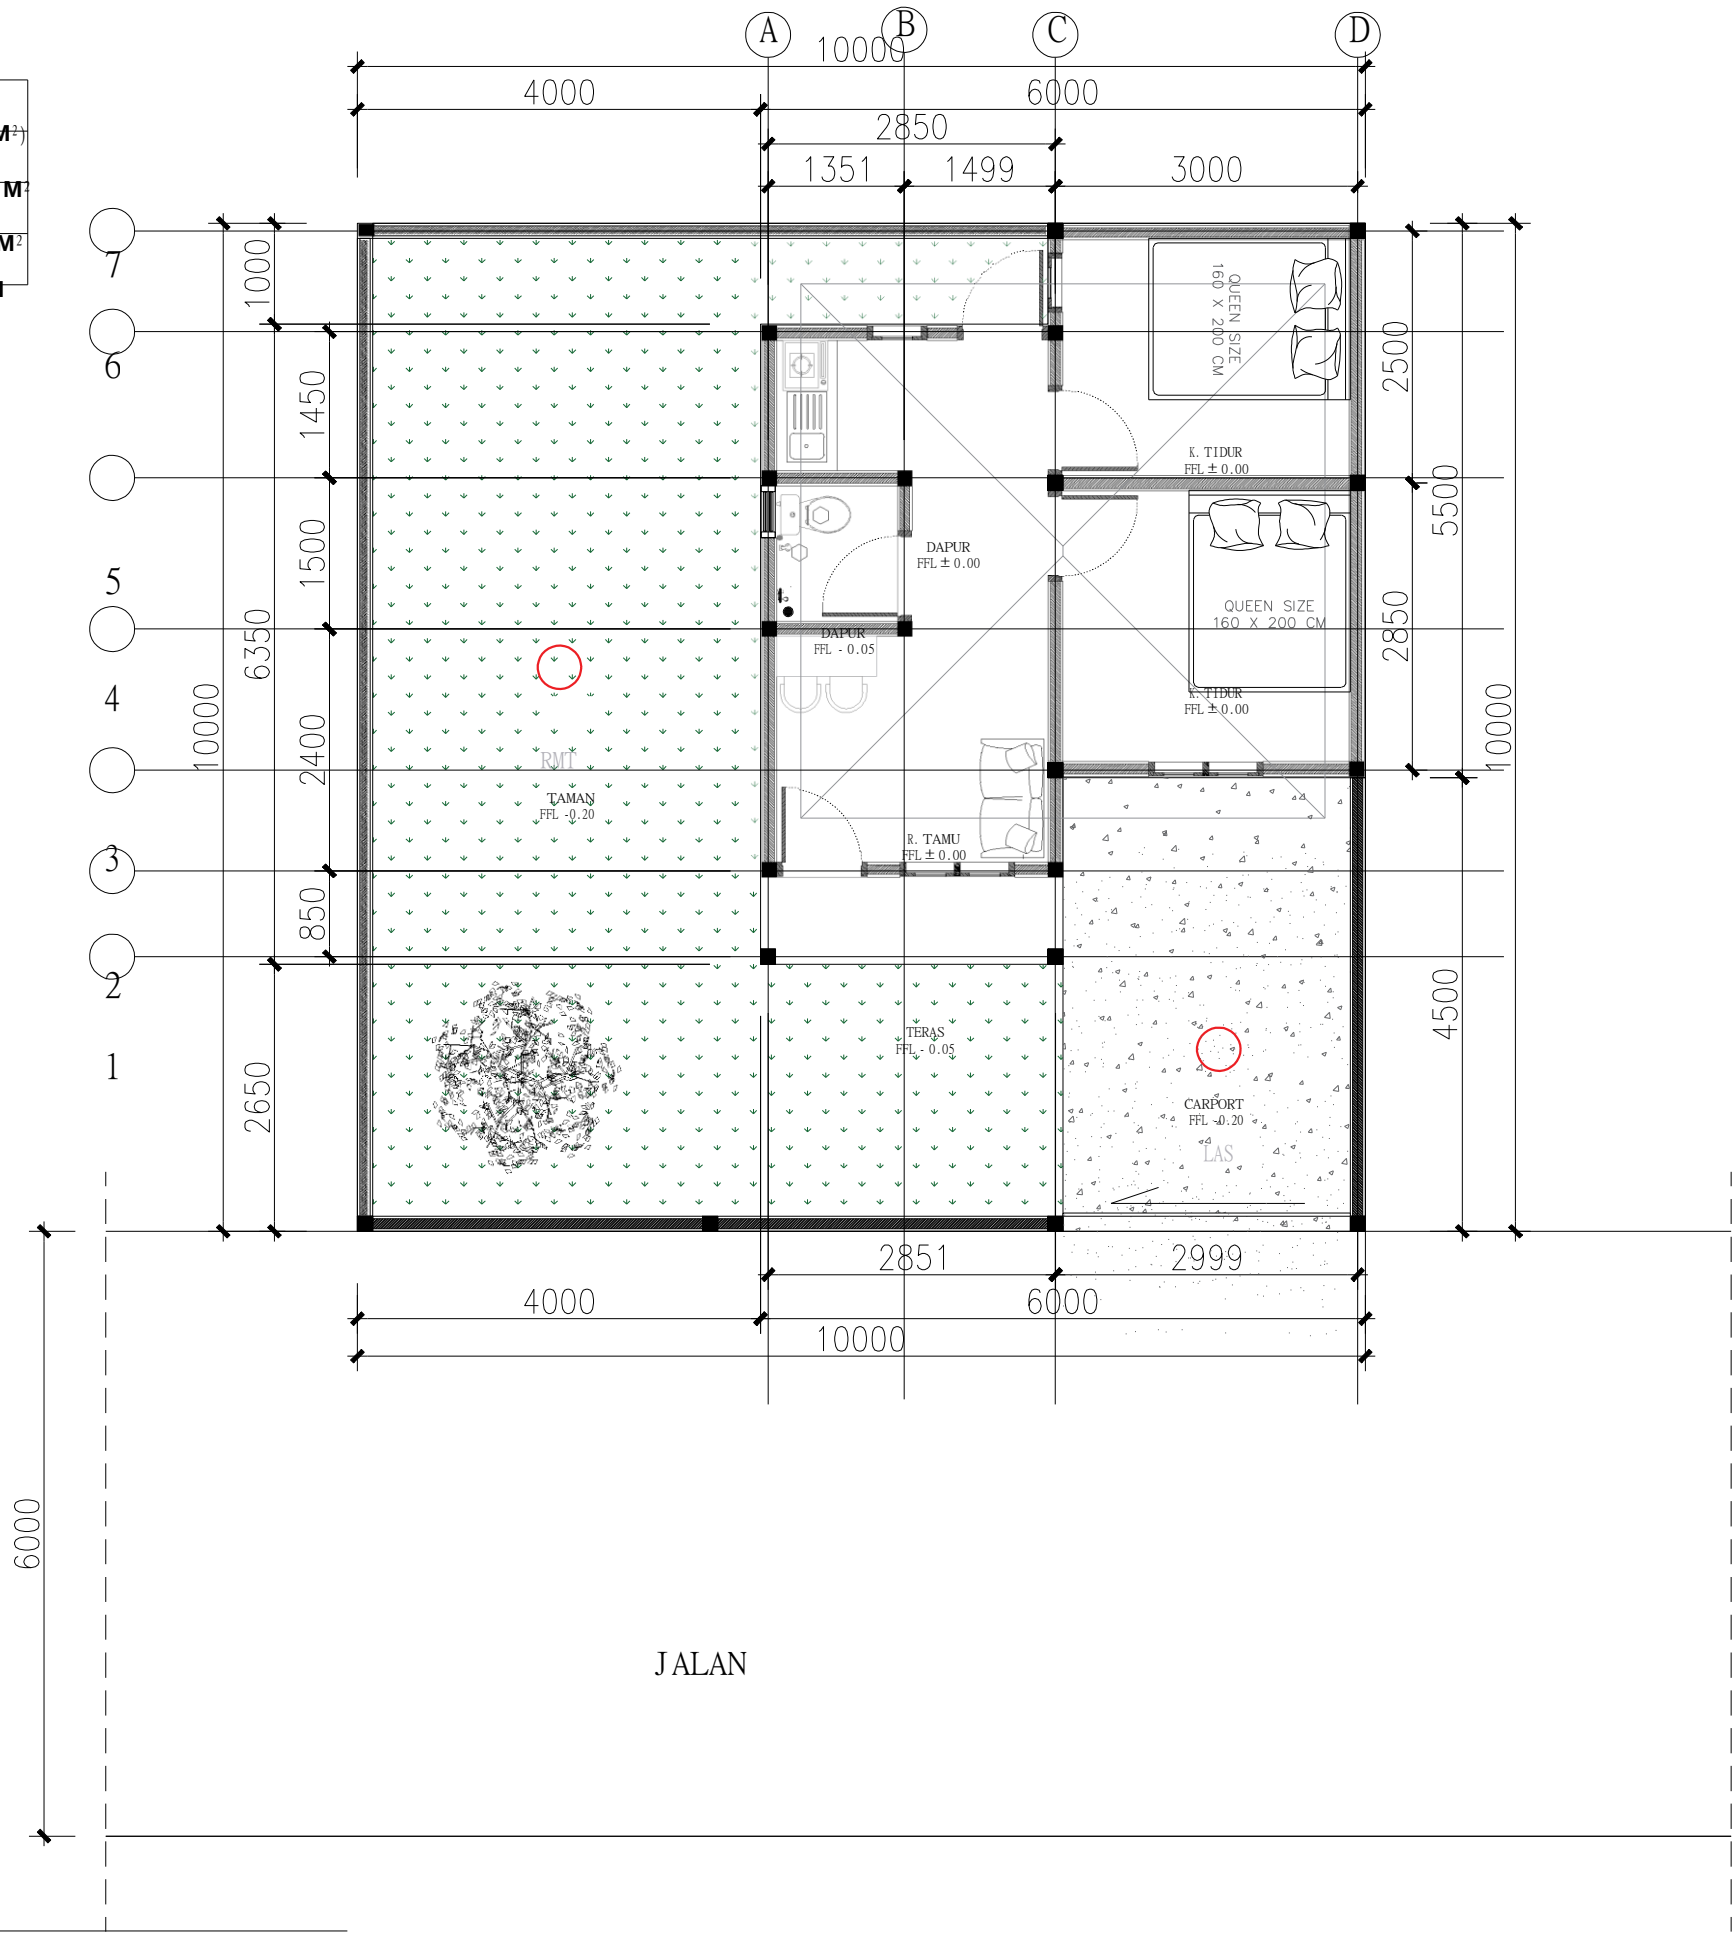 A
B
C
D
10000
4000
6000
2850
1351
1499
3000
M²)
M²
M²
7
6
5
4
3
2
1
10000
1000
6350
2650
1450
1500
2400
850
2500
2850
5500
4500
10000
QUEEN SIZE
160 X 200 CM
K. TIDUR
FFL ± 0.00
DAPUR
FFL ± 0.00
QUEEN SIZE
160 X 200 CM
DAPUR
FFL - 0.05
K. TIDUR
FFL ± 0.00
RMT
TAMAN
FFL -0.20
R. TAMU
FFL ± 0.00
TERAS
FFL - 0.05
CARPORT
FFL -0.20
LAS
2851
2999
4000
6000
10000
6000
JALAN